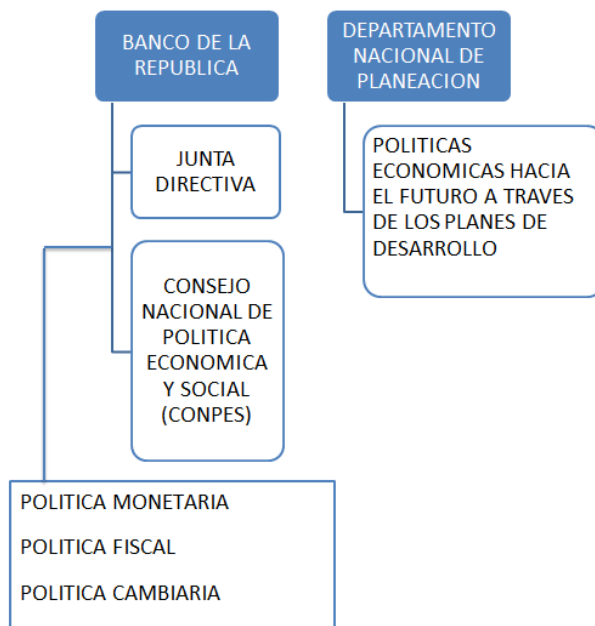 BANCO DE LA
REPUBLICA
JUNTA
DIRECTIVA
CONSEJO
NACIONAL DE
POLITICA
ECONOMICA
Y SOCIAL
(CONPES)
POLITICA MONETARIA
POLITICA FISCAL
POLITICA CAMBIARIA
DEPARTAMENTO
NACIONAL DE
PLANEACION
POLITICAS
ECONOMICAS HACIA
EL FUTURO A TRAVES
DE LOS PLANES DE
DESARROLLO